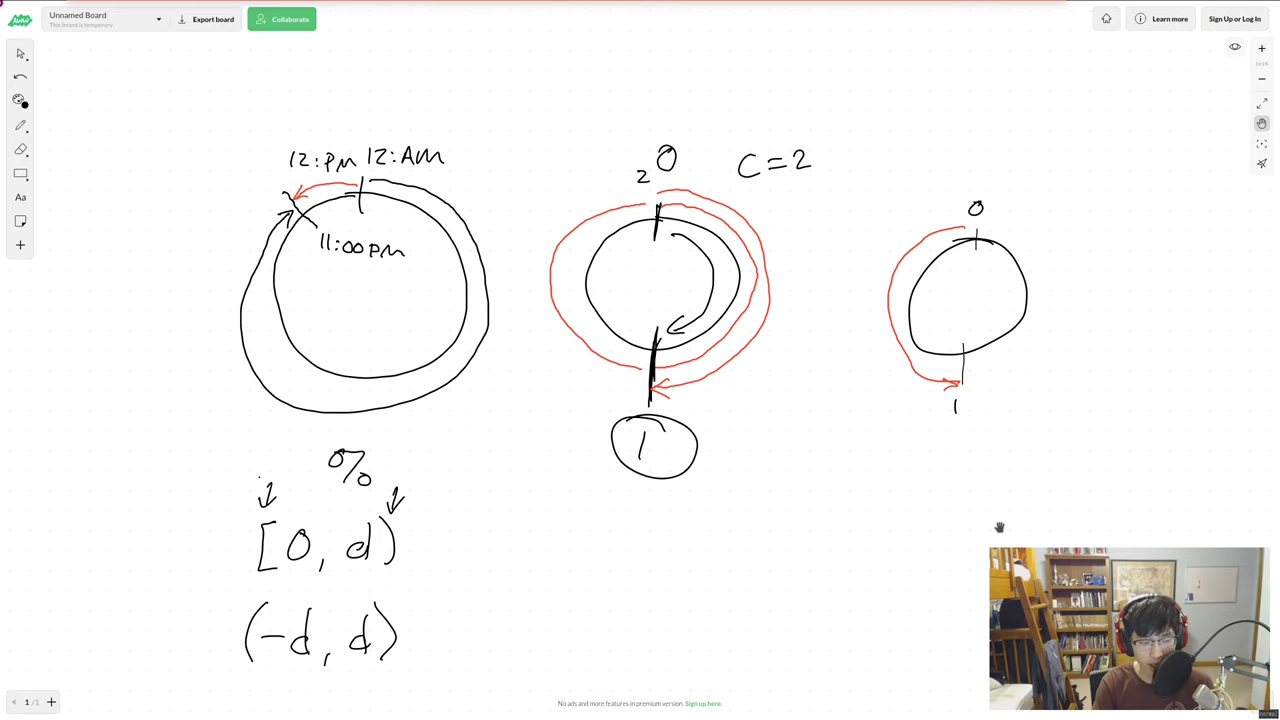 Unnamed Board
This board is temporary
Export board
Collaborate
Learn more
Sign Up or Log In
Aa
12:PM 12:AM
11:00PM
2 0
C=2
1
0
1
%
[0, d)
(-d, d)
1 /1
No ads and more features in premium version. Sign up here.
normal